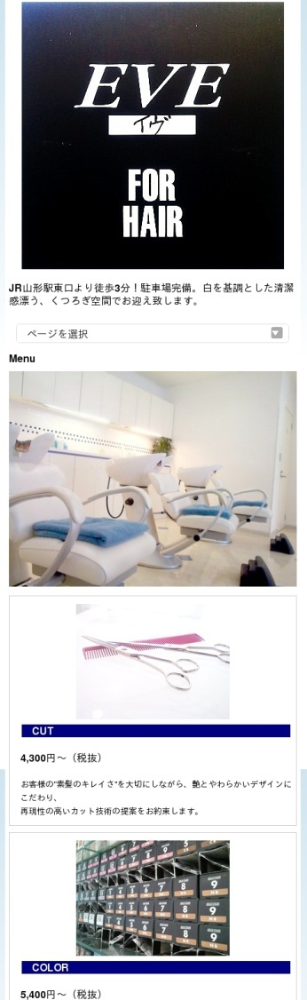 EVE
イヴ
FOR
HAIR
JR山形駅東口より徒歩3分！駐車場完備。白を基調とした清潔
感漂う、くつろぎ空間でお迎え致します。
ページを選択
Menu
CUT
4,300円～（税抜）
お客様の"素髪のキレイさ"を大切にしながら、艶とやわらかいデザインに
こだわり、
再現性の高いカット技術の提案をお約束します。
COLOR
5,400円～（税抜）